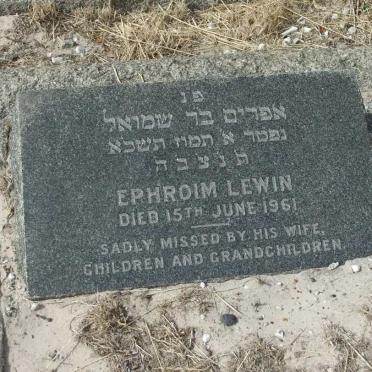 פ נ
אפרים בר שמואל
נפטר א תמוז תשכא
ת נ צ ב ה
EPHROIM LEWIN
DIED 15TH JUNE 1961
SADLY MISSED BY HIS WIFE,
CHILDREN AND GRANDCHILDREN.